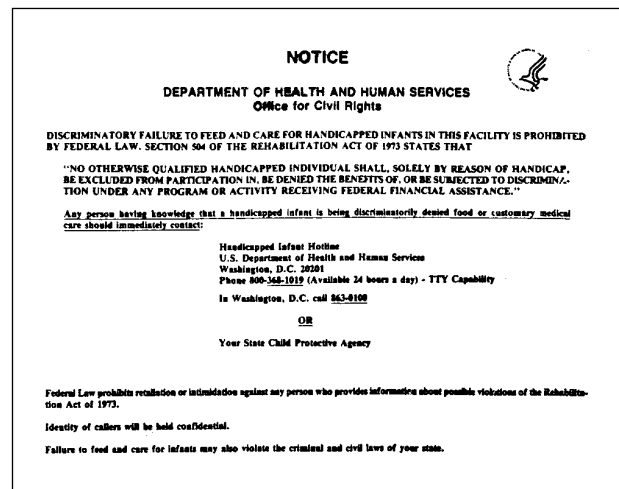 NOTICE
DEPARTMENT OF HEALTH AND HUMAN SERVICES
Office for Civil Rights
DISCRIMINATORY FAILURE TO FEED AND CARE FOR HANDICAPPED INFANTS IN THIS FACILITY IS PROHIBITED
BY FEDERAL LAW. SECTION 504 OF THE REHABILITATION ACT OF 1973 STATES THAT
"NO OTHERWISE QUALIFIED HANDICAPPED INDIVIDUAL SHALL, SOLELY BY REASON OF HANDICAP,
BE EXCLUDED FROM PARTICIPATION IN, BE DENIED THE BENEFITS OF, OR BE SUBJECTED TO DISCRIMINA-
TION UNDER ANY PROGRAM OR ACTIVITY RECEIVING FEDERAL FINANCIAL ASSISTANCE."
Any person having knowledge that a handicapped infant is being discriminatorily denied food or customary medical
care should immediately contact:
Handicapped Infant Hotline
U.S. Department of Health and Human Services
Washington, D.C. 20201
Phone 800-368-1019 (Available 24 hours a day) - TTY Capability
In Washington, D.C. call 863-0100
OR
Your State Child Protective Agency
Federal Law prohibits retaliation or intimidation against any person who provides information about possible violations of the Rehabilita-
tion Act of 1973.
Identity of callers will be held confidential.
Failure to feed and care for infants may also violate the criminal and civil laws of your state.